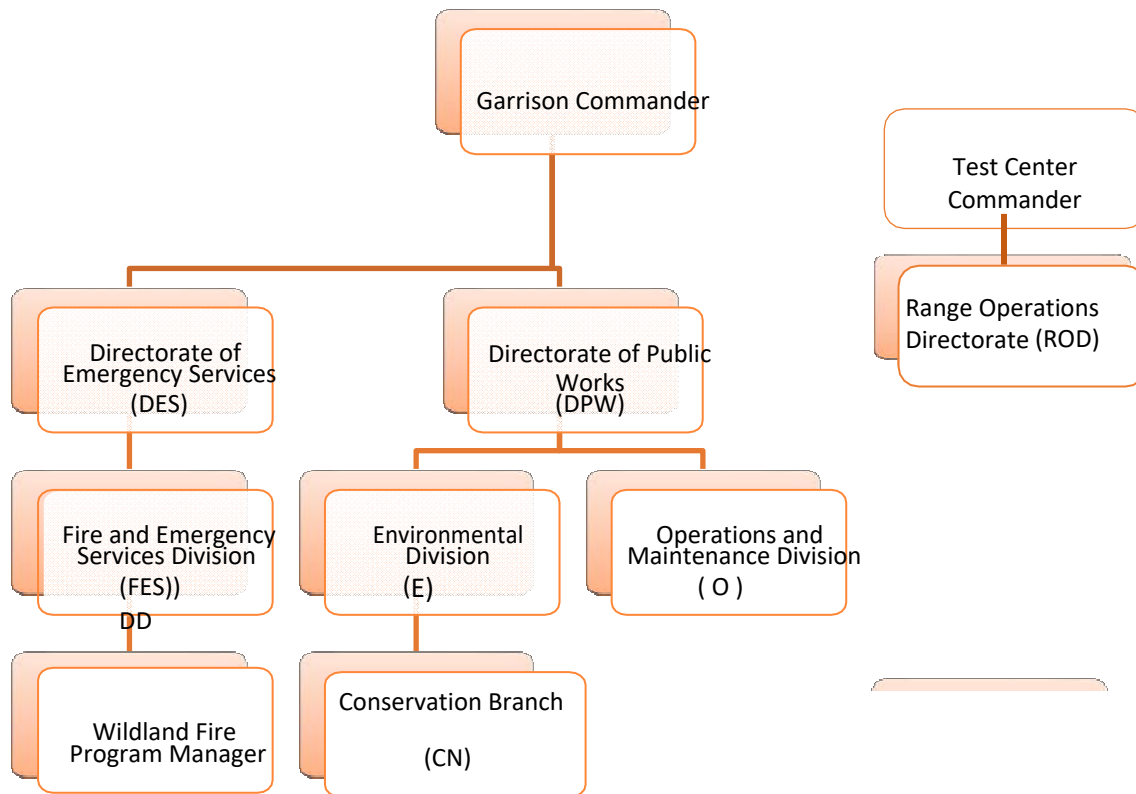 Garrison Commander
Test Center
Commander
Range Operations
Directorate (ROD)
Directorate of
Emergency Services
(DES)
Directorate of Public
Works
(DPW)
Fire and Emergency
Services Division
(FES))
DD
Environmental
Division
(E)
Operations and
Maintenance Division
( O )
Wildland Fire
Program Manager
Conservation Branch
(CN)